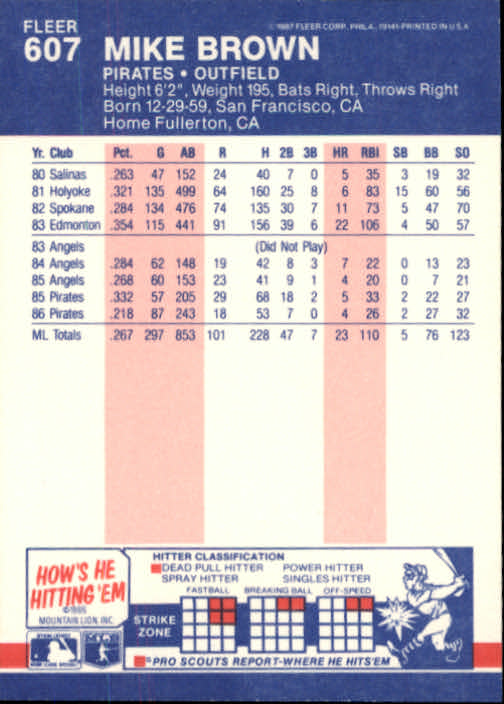 FLEER
607
MIKE BROWN
© 1987 FLEER CORP. PHILA., 19141-PRINTED IN U.S.A.
PIRATES • OUTFIELD
Height 6'2", Weight 195, Bats Right, Throws Right
Born 12-29-59, San Francisco, CA
Home Fullerton, CA
Yr. Club Pct. G AB R H 2B 3B HR RBI SB BB SO
80 Salinas .263 47 152 24 40 7 0 5 35 3 19 32
81 Holyoke .321 135 499 64 160 25 8 6 83 15 60 56
82 Spokane .284 134 476 74 135 30 7 11 73 5 47 70
83 Edmonton .354 115 441 91 156 39 6 22 106 4 50 57
83 Angels (Did Not Play)
84 Angels .284 62 148 19 42 8 3 7 22 0 13 23
85 Angels .268 60 153 23 41 9 1 4 20 0 7 21
85 Pirates .332 57 205 29 68 18 2 5 33 2 22 27
86 Pirates .218 87 243 18 53 7 0 4 26 2 27 32
ML Totals .267 297 853 101 228 47 7 23 110 5 76 123
HOW'S HE
HITTING 'EM
©1986
MOUNTAIN LION, INC.
HITTER CLASSIFICATION
DEAD PULL HITTER POWER HITTER
SPRAY HITTER SINGLES HITTER
FASTBALL BREAKING BALL OFF-SPEED
STRIKE
ZONE
PRO SCOUTS REPORT-WHERE HE HITS'EM